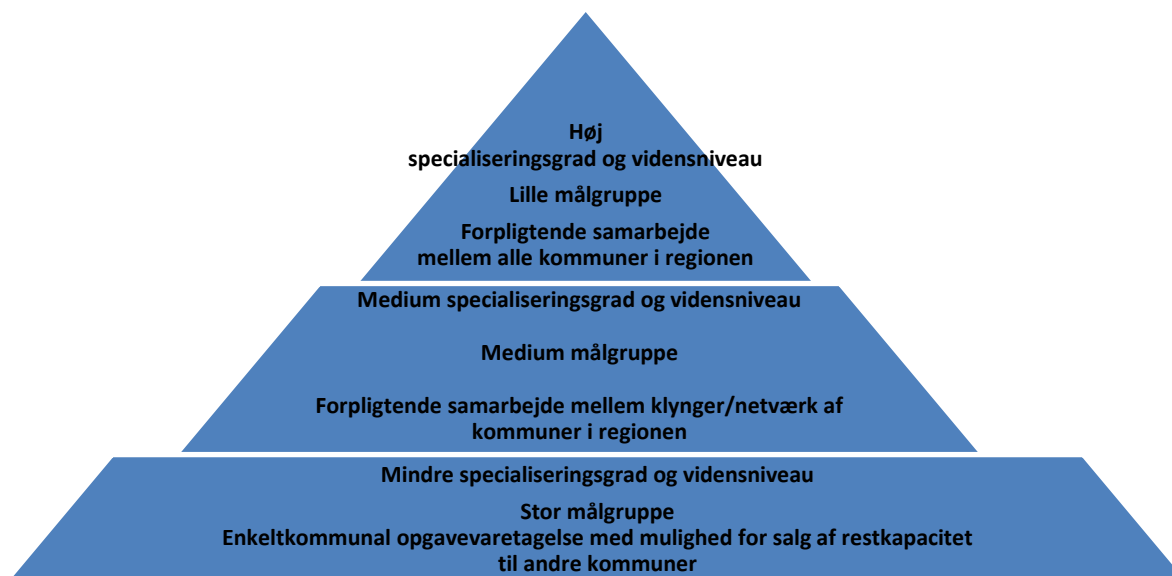 Høj
specialiseringsgrad og vidensniveau
Lille målgruppe
Forpligtende samarbejde
mellem alle kommuner i regionen
Medium specialiseringsgrad og vidensniveau
Medium målgruppe
Forpligtende samarbejde mellem klynger/netværk af
kommuner i regionen
Mindre specialiseringsgrad og vidensniveau
Stor målgruppe
Enkeltkommunal opgavevaretagelse med mulighed for salg af restkapacitet
til andre kommuner